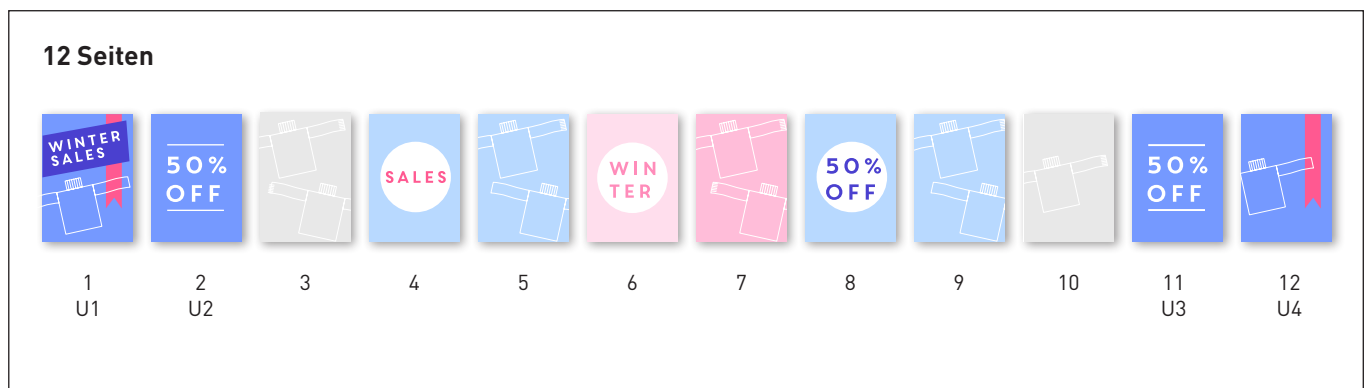 12 Seiten
WINTER
SALES
50%
OFF
SALES
WIN
TER
50%
OFF
50%
OFF
1 2 3 4 5 6 7 8 9 10 11 12
U1 U2 U3 U4